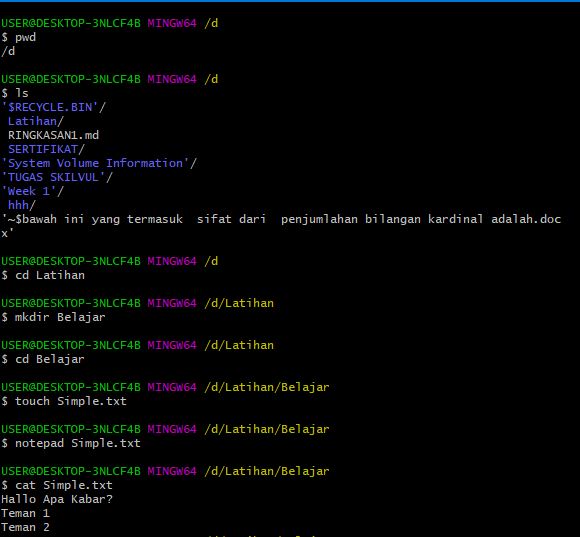 USER@DESKTOP-3NLCF4B MINGW64 /d
$ pwd
/d
USER@DESKTOP-3NLCF4B MINGW64 /d
$ ls
'$RECYCLE.BIN'/
Latihan/
RINGKASAN1.md
SERTIFIKAT/
'System Volume Information'/
'TUGAS SKILVUL'/
'Week 1'/
hhh/
'~$bawah ini yang termasuk  sifat dari  penjumlahan bilangan kardinal adalah.doc
x'
USER@DESKTOP-3NLCF4B MINGW64 /d
$ cd Latihan
USER@DESKTOP-3NLCF4B MINGW64 /d/Latihan
$ mkdir Belajar
USER@DESKTOP-3NLCF4B MINGW64 /d/Latihan
$ cd Belajar
USER@DESKTOP-3NLCF4B MINGW64 /d/Latihan/Belajar
$ touch Simple.txt
USER@DESKTOP-3NLCF4B MINGW64 /d/Latihan/Belajar
$ notepad Simple.txt
USER@DESKTOP-3NLCF4B MINGW64 /d/Latihan/Belajar
$ cat Simple.txt
Hallo Apa Kabar?
Teman 1
Teman 2